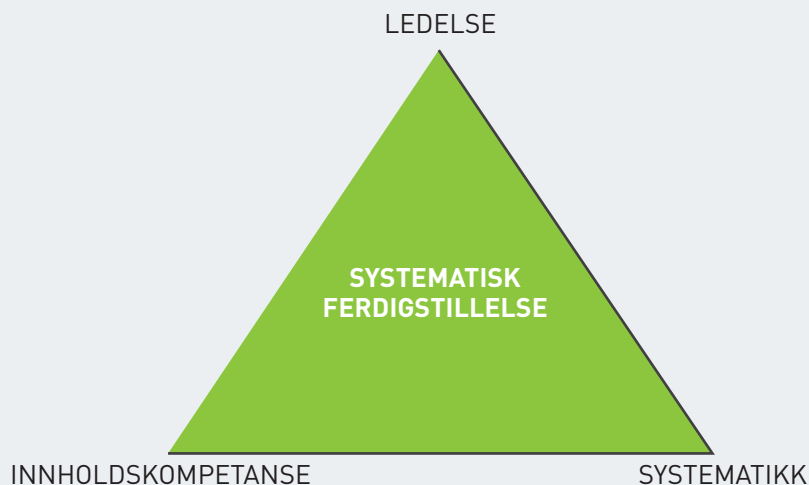 LEDELSE
SYSTEMATISK
FERDIGSTILLELSE
INNHOLDSKOMPETANSE
SYSTEMATIKK